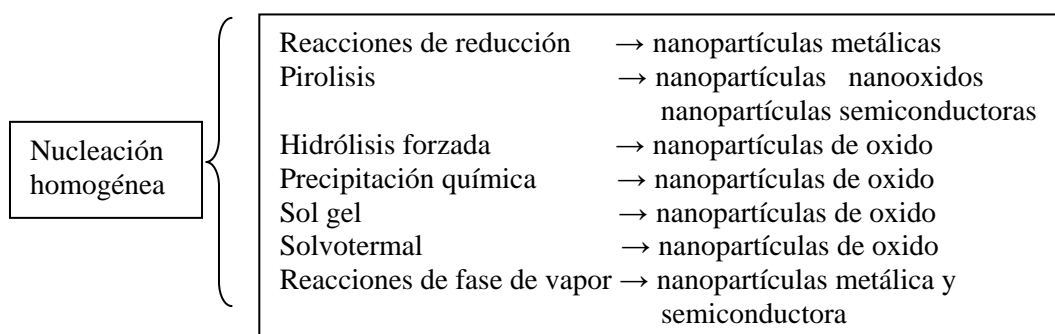 Nucleación
homogénea
Reacciones de reducción → nanopartículas metálicas
Pirolisis → nanopartículas nanooxidos
nanopartículas semiconductoras
Hidrólisis forzada → nanopartículas de oxido
Precipitación química → nanopartículas de oxido
Sol gel → nanopartículas de oxido
Solvotermal → nanopartículas de oxido
Reacciones de fase de vapor → nanopartículas metálica y
semiconductora